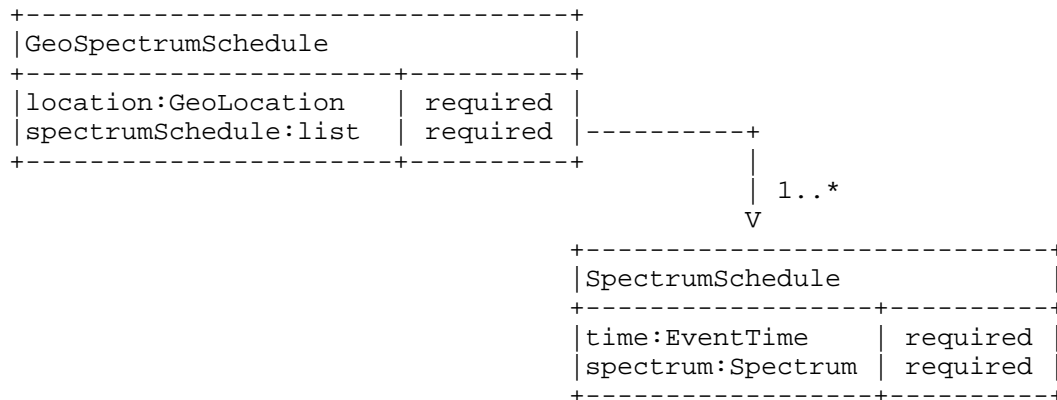 GeoSpectrumSchedule
location:GeoLocation required
spectrumSchedule:list required
1..*
SpectrumSchedule
time:EventTime required
spectrum:Spectrum required